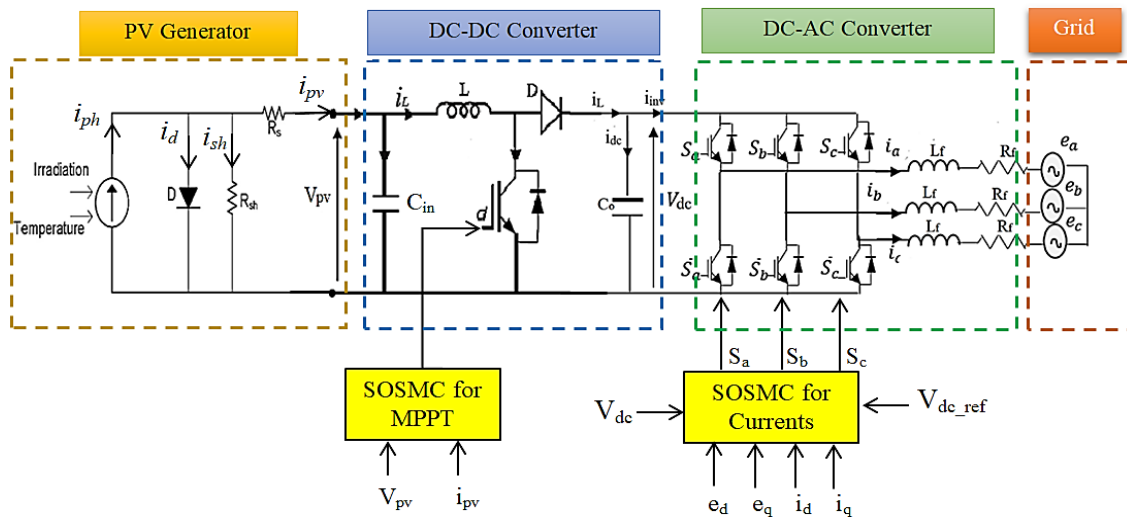 PV Generator
DC-DC Converter
DC-AC Converter
Grid
i_ph
i_d
i_sh
R_s
i_pv
Irradiation
Temperature
D
R_sh
V_pv
i_L
L
D
C_in
d
i_L
i_inv
i_dc
C_o
V_dc
S_a
S_b
S_c
i_a
L_f
R_f
e_a
i_b
L_f
R_f
e_b
i_c
L_f
R_f
e_c
Ṡ_a
Ṡ_b
Ṡ_c
S_a
S_b
S_c
SOSMC for
MPPT
V_pv
i_pv
V_dc
SOSMC for
Currents
V_dc_ref
e_d
e_q
i_d
i_q